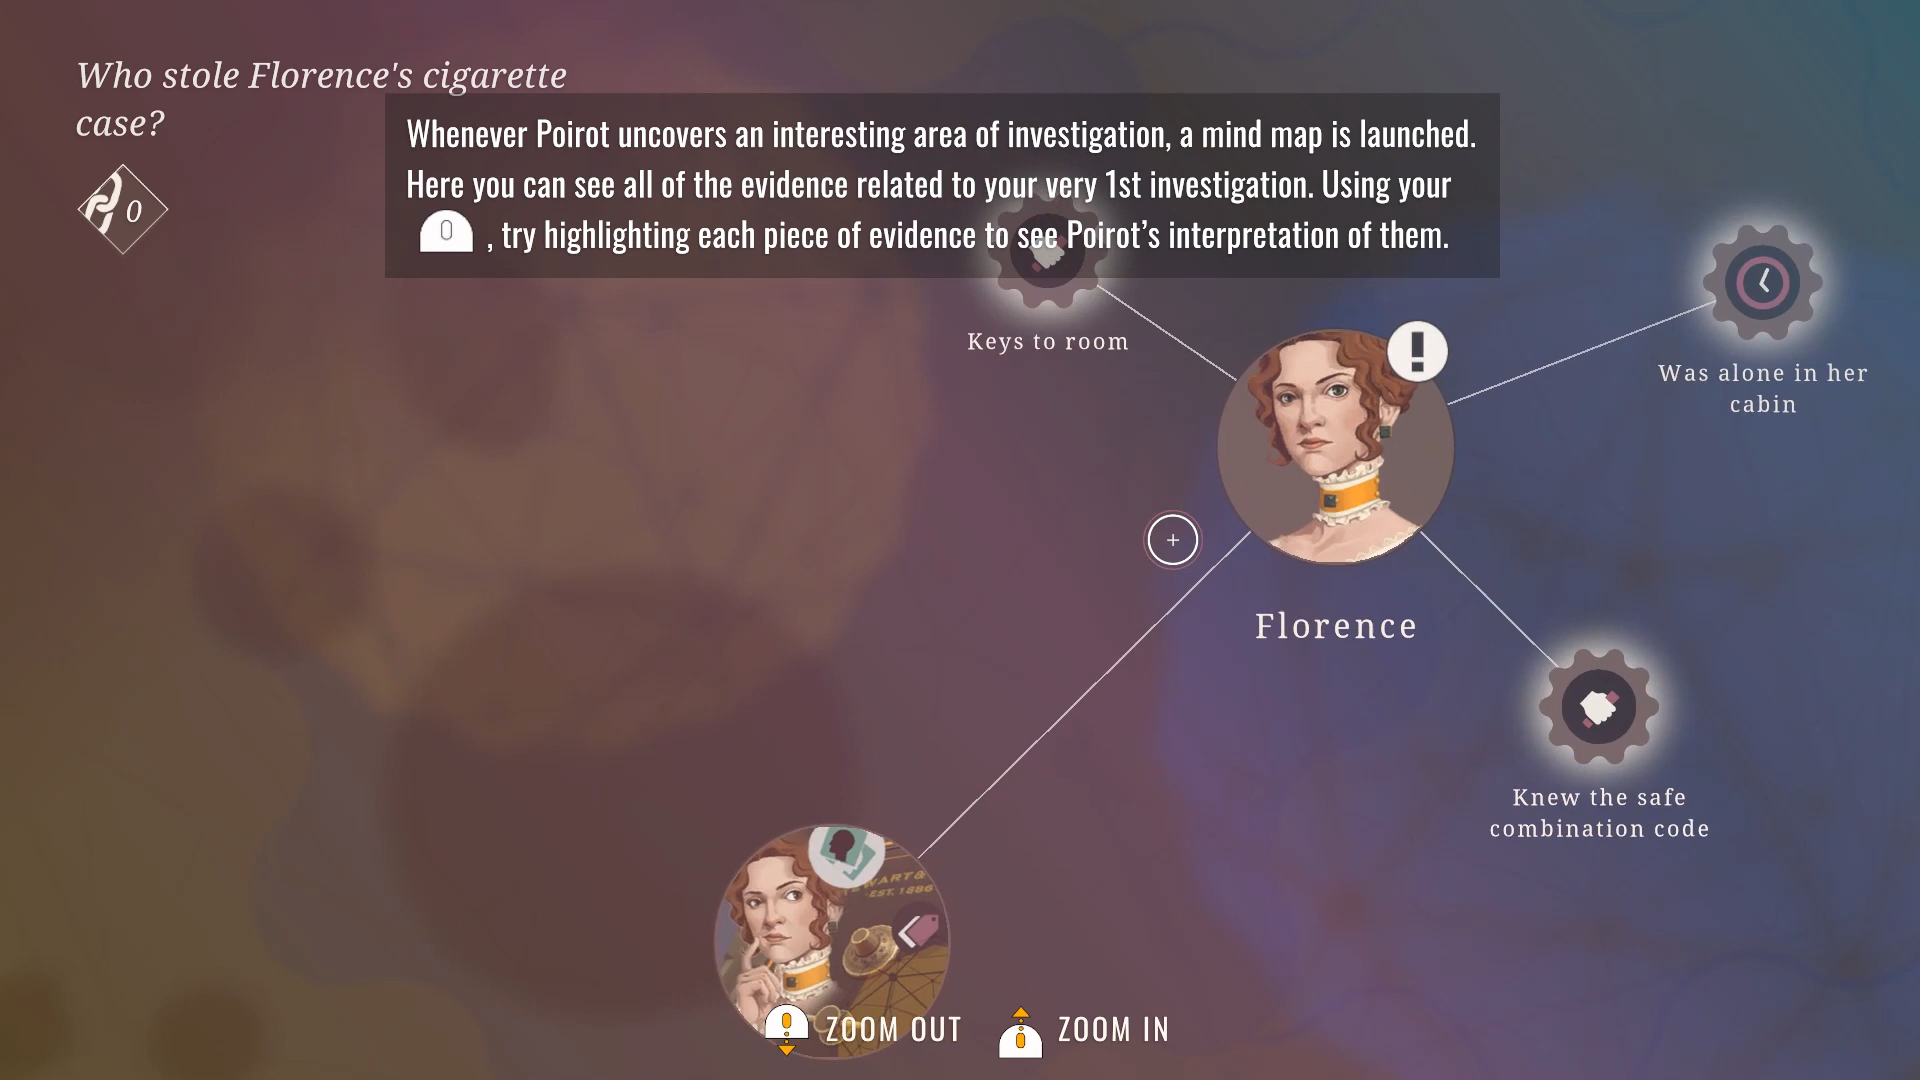 Who stole Florence's cigarette
case?
0
Whenever Poirot uncovers an interesting area of investigation, a mind map is launched.
Here you can see all of the evidence related to your very 1st investigation. Using your
, try highlighting each piece of evidence to see Poirot’s interpretation of them.
Keys to room
Was alone in her
cabin
!
Florence
Knew the safe
combination code
WART&
EST. 1886
ZOOM OUT
ZOOM IN